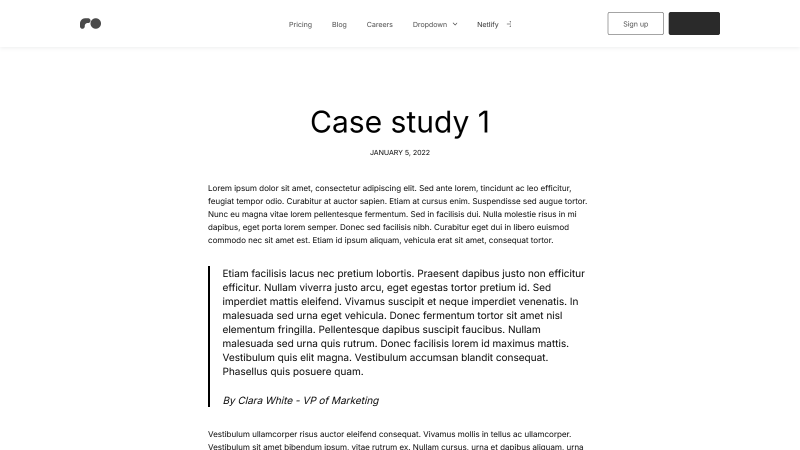 Pricing Blog Careers Dropdown Netlify Sign up
Case study 1
JANUARY 5, 2022
Lorem ipsum dolor sit amet, consectetur adipiscing elit. Sed ante lorem, tincidunt ac leo efficitur,
feugiat tempor odio. Curabitur at auctor sapien. Etiam at cursus enim. Suspendisse sed augue tortor.
Nunc eu magna vitae lorem pellentesque fermentum. Sed in facilisis dui. Nulla molestie risus in mi
dapibus, eget porta lorem semper. Donec sed facilisis nibh. Curabitur eget dui in libero euismod
commodo nec sit amet est. Etiam id ipsum aliquam, vehicula erat sit amet, consequat tortor.
Etiam facilisis lacus nec pretium lobortis. Praesent dapibus justo non efficitur
efficitur. Nullam viverra justo arcu, eget egestas tortor pretium id. Sed
imperdiet mattis eleifend. Vivamus suscipit et neque imperdiet venenatis. In
malesuada sed urna eget vehicula. Donec fermentum tortor sit amet nisl
elementum fringilla. Pellentesque dapibus suscipit faucibus. Nullam
malesuada sed urna quis rutrum. Donec facilisis lorem id maximus mattis.
Vestibulum quis elit magna. Vestibulum accumsan blandit consequat.
Phasellus quis posuere quam.
By Clara White - VP of Marketing
Vestibulum ullamcorper risus auctor eleifend consequat. Vivamus mollis in tellus ac ullamcorper.
Vestibulum sit amet bibendum ipsum, vitae rutrum ex. Nullam cursus, urna et dapibus aliquam, urna